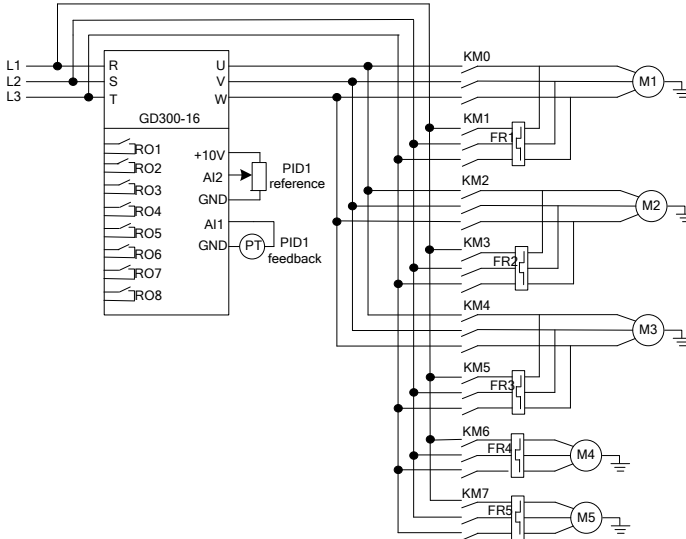 L1
L2
L3
R
S
T
U
V
W
GD300-16
RO1
RO2
RO3
RO4
RO5
RO6
RO7
RO8
+10V
AI2
GND
AI1
GND
PT
PID1
reference
PID1
feedback
KM0
M1
KM1
FR1
KM2
M2
KM3
FR2
KM4
M3
KM5
FR3
KM6
FR4
M4
KM7
FR5
M5